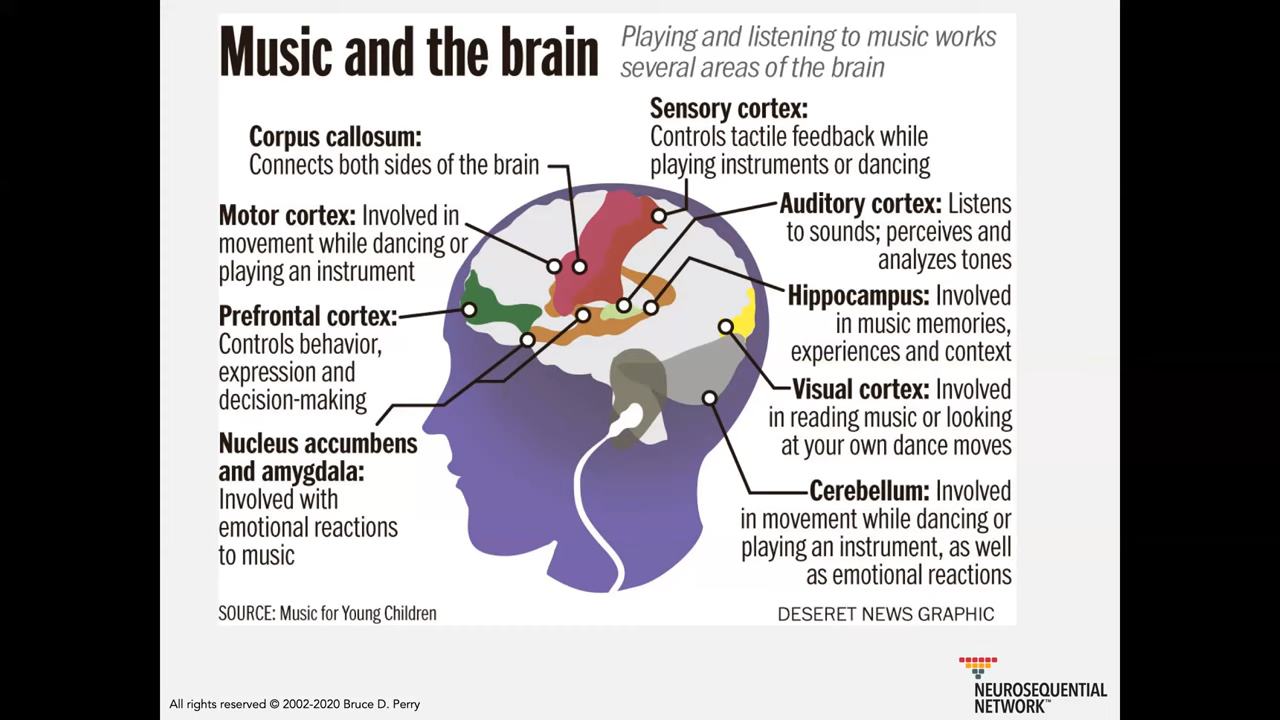 Music and the brain
Playing and listening to music works
several areas of the brain
Corpus callosum:
Connects both sides of the brain
Motor cortex: Involved in
movement while dancing or
playing an instrument
Prefrontal cortex:
Controls behavior,
expression and
decision-making
Nucleus accumbens
and amygdala:
Involved with
emotional reactions
to music
Sensory cortex:
Controls tactile feedback while
playing instruments or dancing
Auditory cortex: Listens
to sounds; perceives and
analyzes tones
Hippocampus: Involved
in music memories,
experiences and context
Visual cortex: Involved
in reading music or looking
at your own dance moves
Cerebellum: Involved
in movement while dancing or
playing an instrument, as well
as emotional reactions
SOURCE: Music for Young Children
DESERET NEWS GRAPHIC
All rights reserved © 2002-2020 Bruce D. Perry
NEUROSEQUENTIAL
NETWORK™